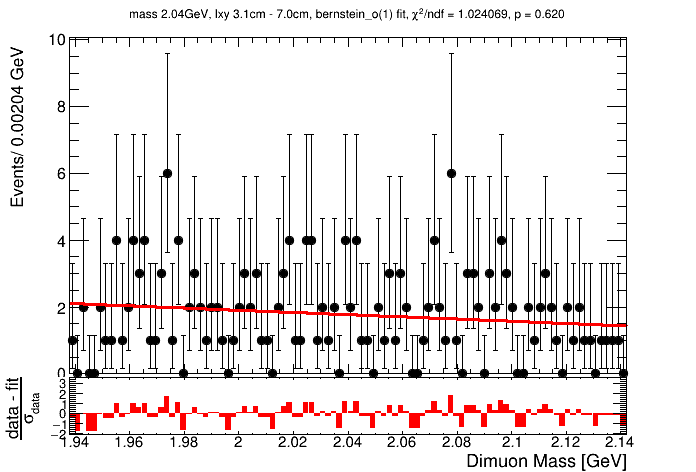 mass 2.04GeV, lxy 3.1cm - 7.0cm, bernstein_o(1) fit, χ²/ndf = 1.024069, p = 0.620
Events/ 0.00204 GeV
10
8
6
4
2
0
data - fit
σdata
3
2
1
0
−1
−2
1.94 1.96 1.98 2 2.02 2.04 2.06 2.08 2.1 2.12 2.14
Dimuon Mass [GeV]